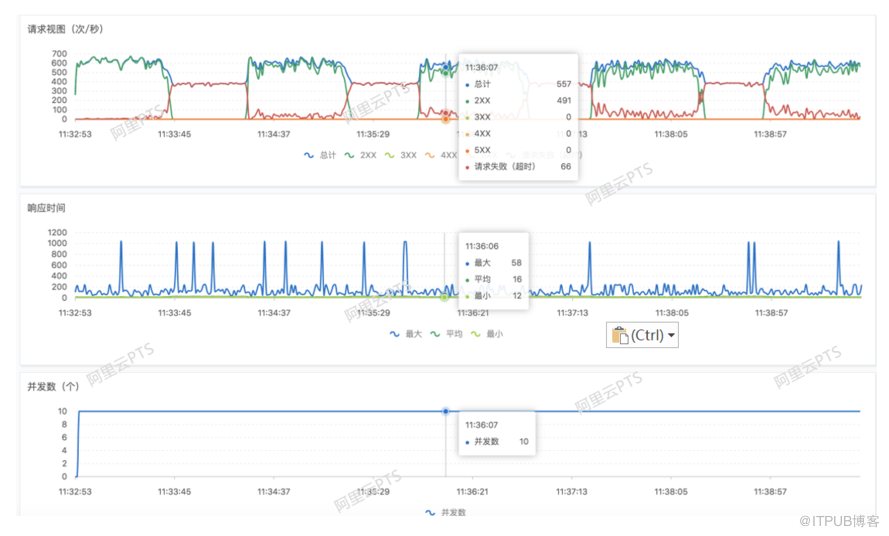 请求视图（次/秒）
700
600
500
400
300
200
100
0
11:32:53 11:33:45 11:34:37 11:35:29 11:36:21 13 11:38:05 11:38:57
11:36:07
总计 557
2XX 491
3XX 0
4XX 0
5XX 0
请求失败（超时） 66
总计 2XX 3XX 4XX
响应时间
1200
1000
800
600
400
200
0
11:36:06
最大 58
平均 16
最小 12
11:32:53 11:33:45 11:34:37 11:35:29 11:36:21 11:37:13 11:38:05 11:38:57
最大 平均 最小
(Ctrl)
并发数（个）
10
8
6
4
2
0
11:36:07
并发数 10
11:32:53 11:33:45 11:34:37 11:35:29 11:36:21 11:37:13 11:38:05 11:38:57
并发数
阿里云PTS
阿里云PTS
阿里云PTS
阿里云PTS
阿里云PTS
阿里云PTS
阿里云PTS
阿里云PTS
@ITPUB博客